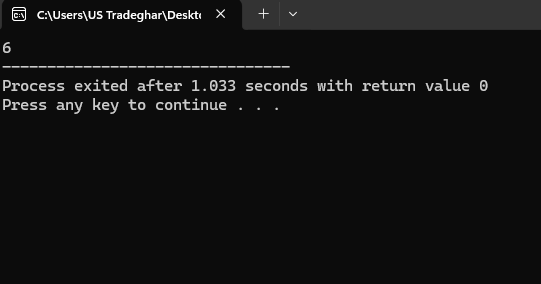 C:\Users\US Tradeghar\Deskto
6
--------------------------------
Process exited after 1.033 seconds with return value 0
Press any key to continue . . .